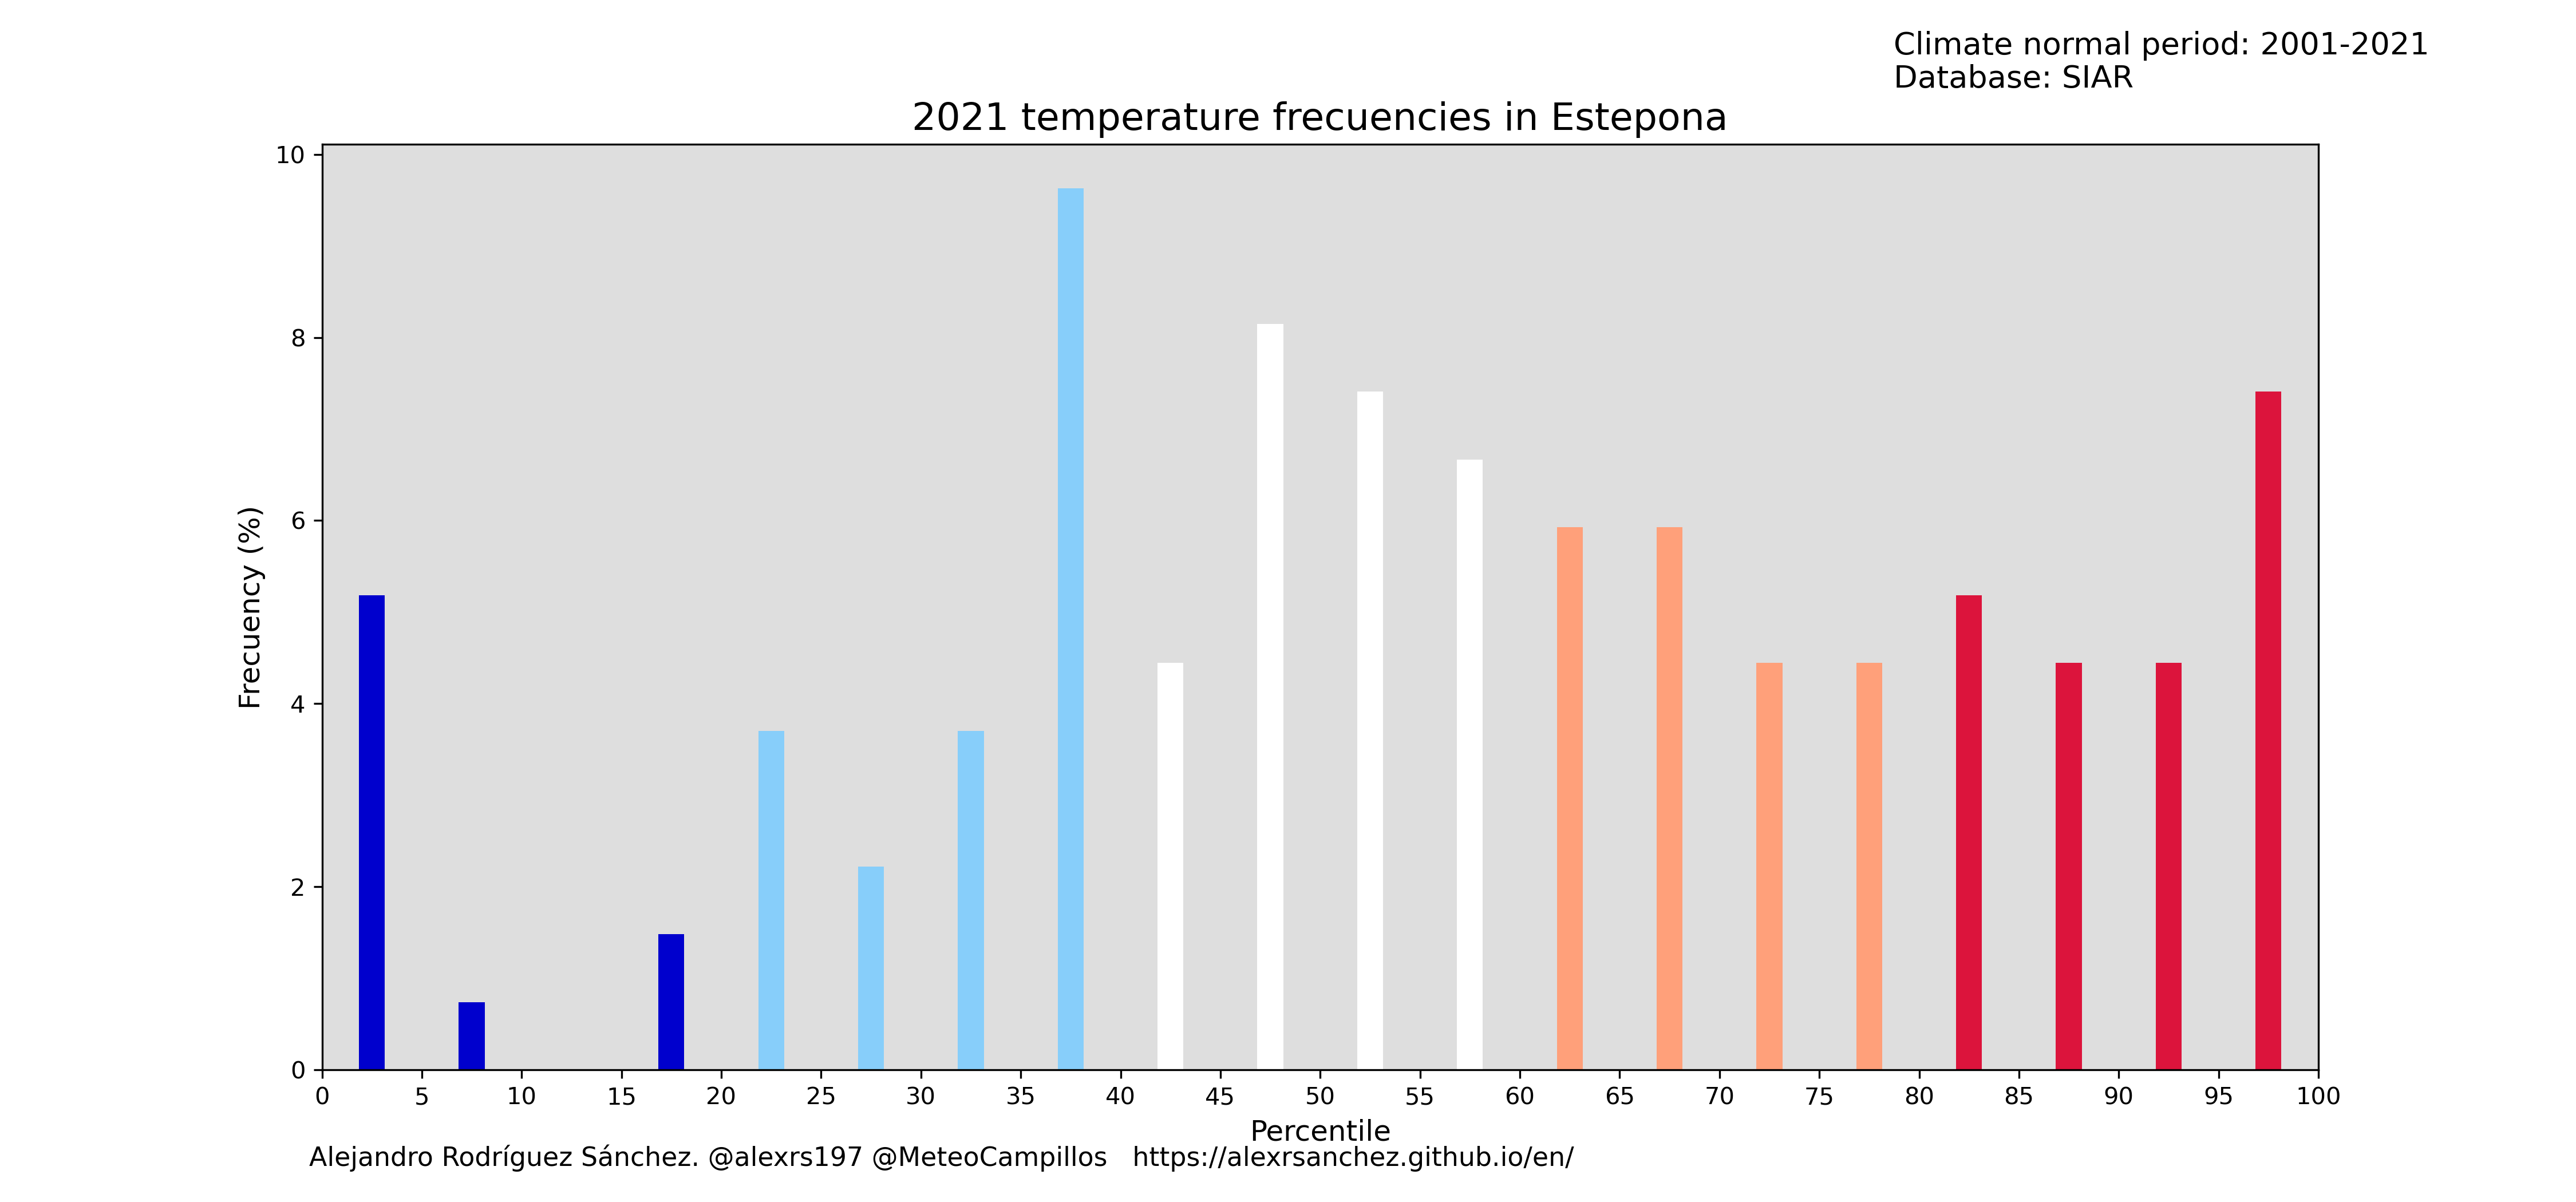 Climate normal period: 2001-2021
Database: SIAR
2021 temperature frecuencies in Estepona
10
8
6
4
2
0
Frecuency (%)
0 5 10 15 20 25 30 35 40 45 50 55 60 65 70 75 80 85 90 95 100
Percentile
Alejandro Rodríguez Sánchez. @alexrs197 @MeteoCampillos https://alexrsanchez.github.io/en/